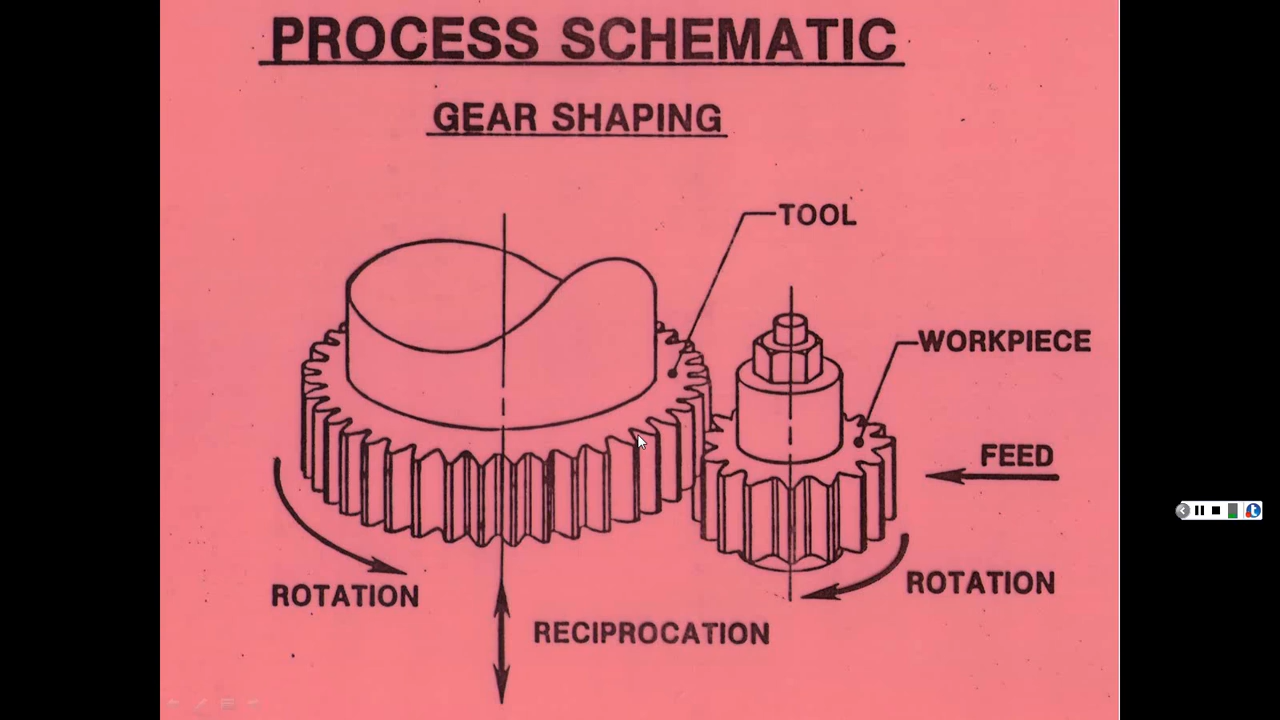 PROCESS SCHEMATIC
GEAR SHAPING
TOOL
WORKPIECE
FEED
ROTATION
ROTATION
RECIPROCATION